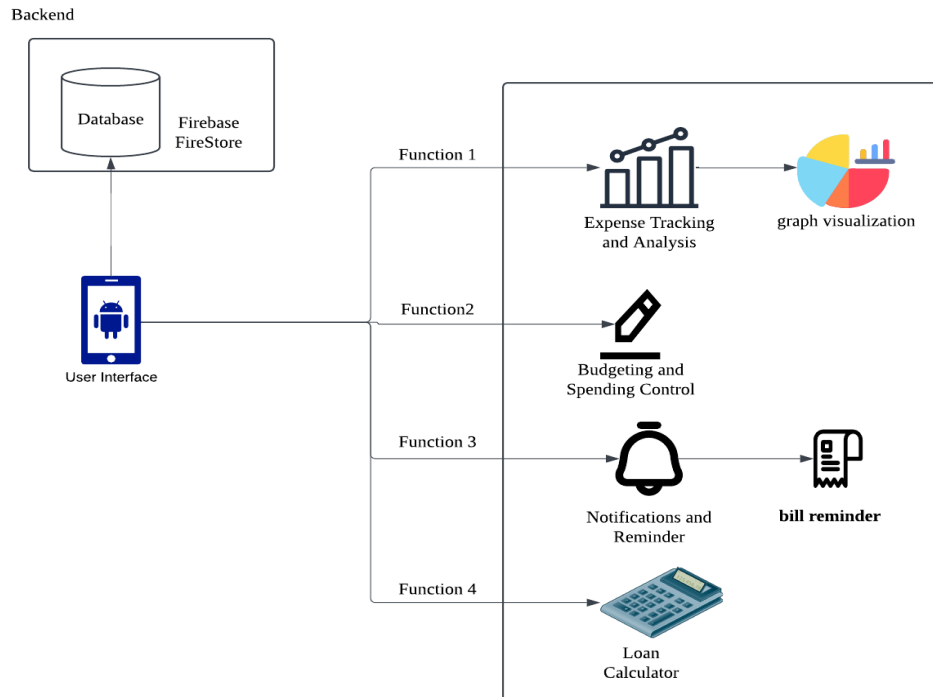 Backend
Database
Firebase
FireStore
User Interface
Function 1
Expense Tracking
and Analysis
graph visualization
Function2
Budgeting and
Spending Control
Function 3
Notifications and
Reminder
bill reminder
Function 4
Loan
Calculator